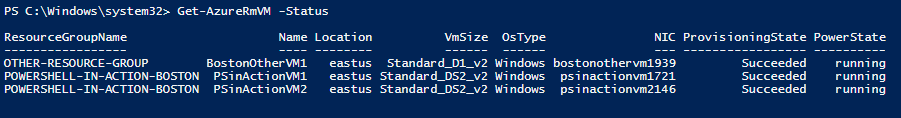 PS C:\Windows\system32> Get-AzureRmVM -Status
ResourceGroupName Name Location VmSize OsType NIC ProvisioningState PowerState
----------------- ---- -------- ------ ------ --- ----------------- ----------
OTHER-RESOURCE-GROUP BostonOtherVM1 eastus Standard_D1_v2 Windows bostonothervm1939 Succeeded running
POWERSHELL-IN-ACTION-BOSTON PSinActionVM1 eastus Standard_DS2_v2 Windows psinactionvm1721 Succeeded running
POWERSHELL-IN-ACTION-BOSTON PSinActionVM2 eastus Standard_DS2_v2 Windows psinactionvm2146 Succeeded running